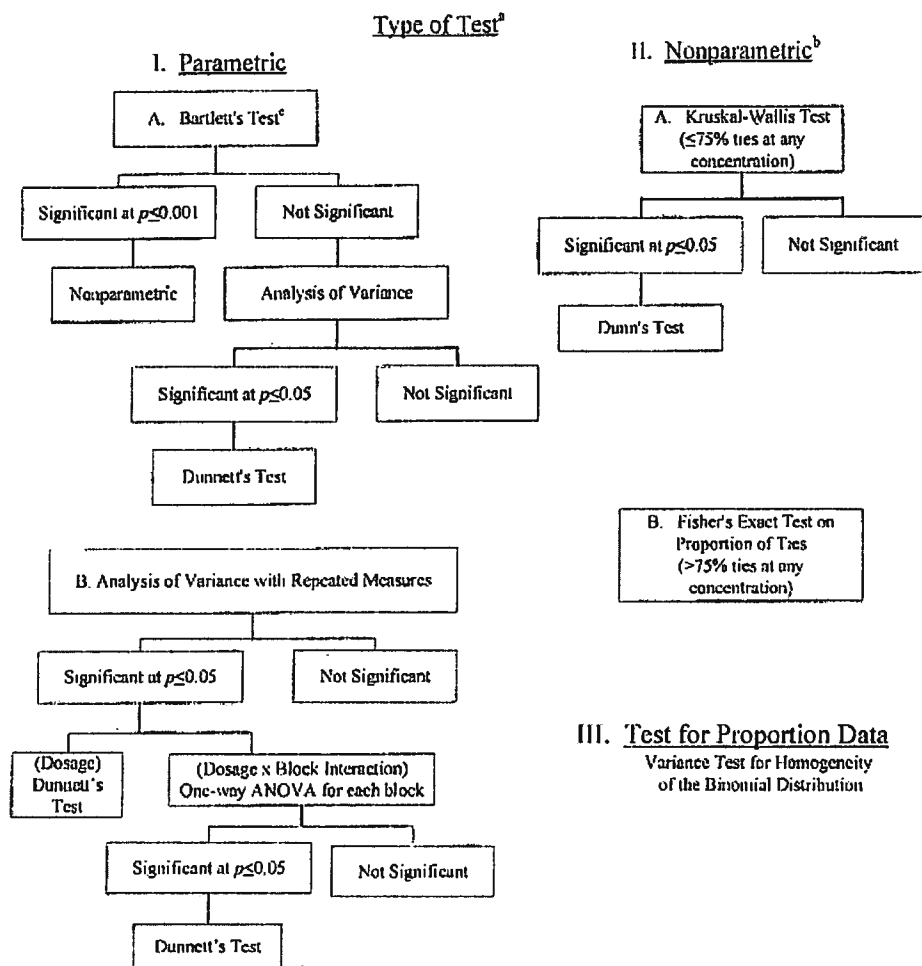 Type of Testᵃ
I. Parametric
A. Bartlett's Testᶜ
Significant at p≤0.001
Not Significant
Nonparametric
Analysis of Variance
Significant at p≤0.05
Not Significant
Dunnett's Test
B. Analysis of Variance with Repeated Measures
Significant at p≤0.05
Not Significant
(Dosage)
Dunnett's
Test
(Dosage x Block Interaction)
One-way ANOVA for each block
Significant at p≤0.05
Not Significant
Dunnett's Test
II. Nonparametricᵇ
A. Kruskal-Wallis Test
(≤75% ties at any
concentration)
Significant at p≤0.05
Not Significant
Dunn's Test
B. Fisher's Exact Test on
Proportion of Ties
(>75% ties at any
concentration)
III. Test for Proportion Data
Variance Test for Homogeneity
of the Binomial Distribution